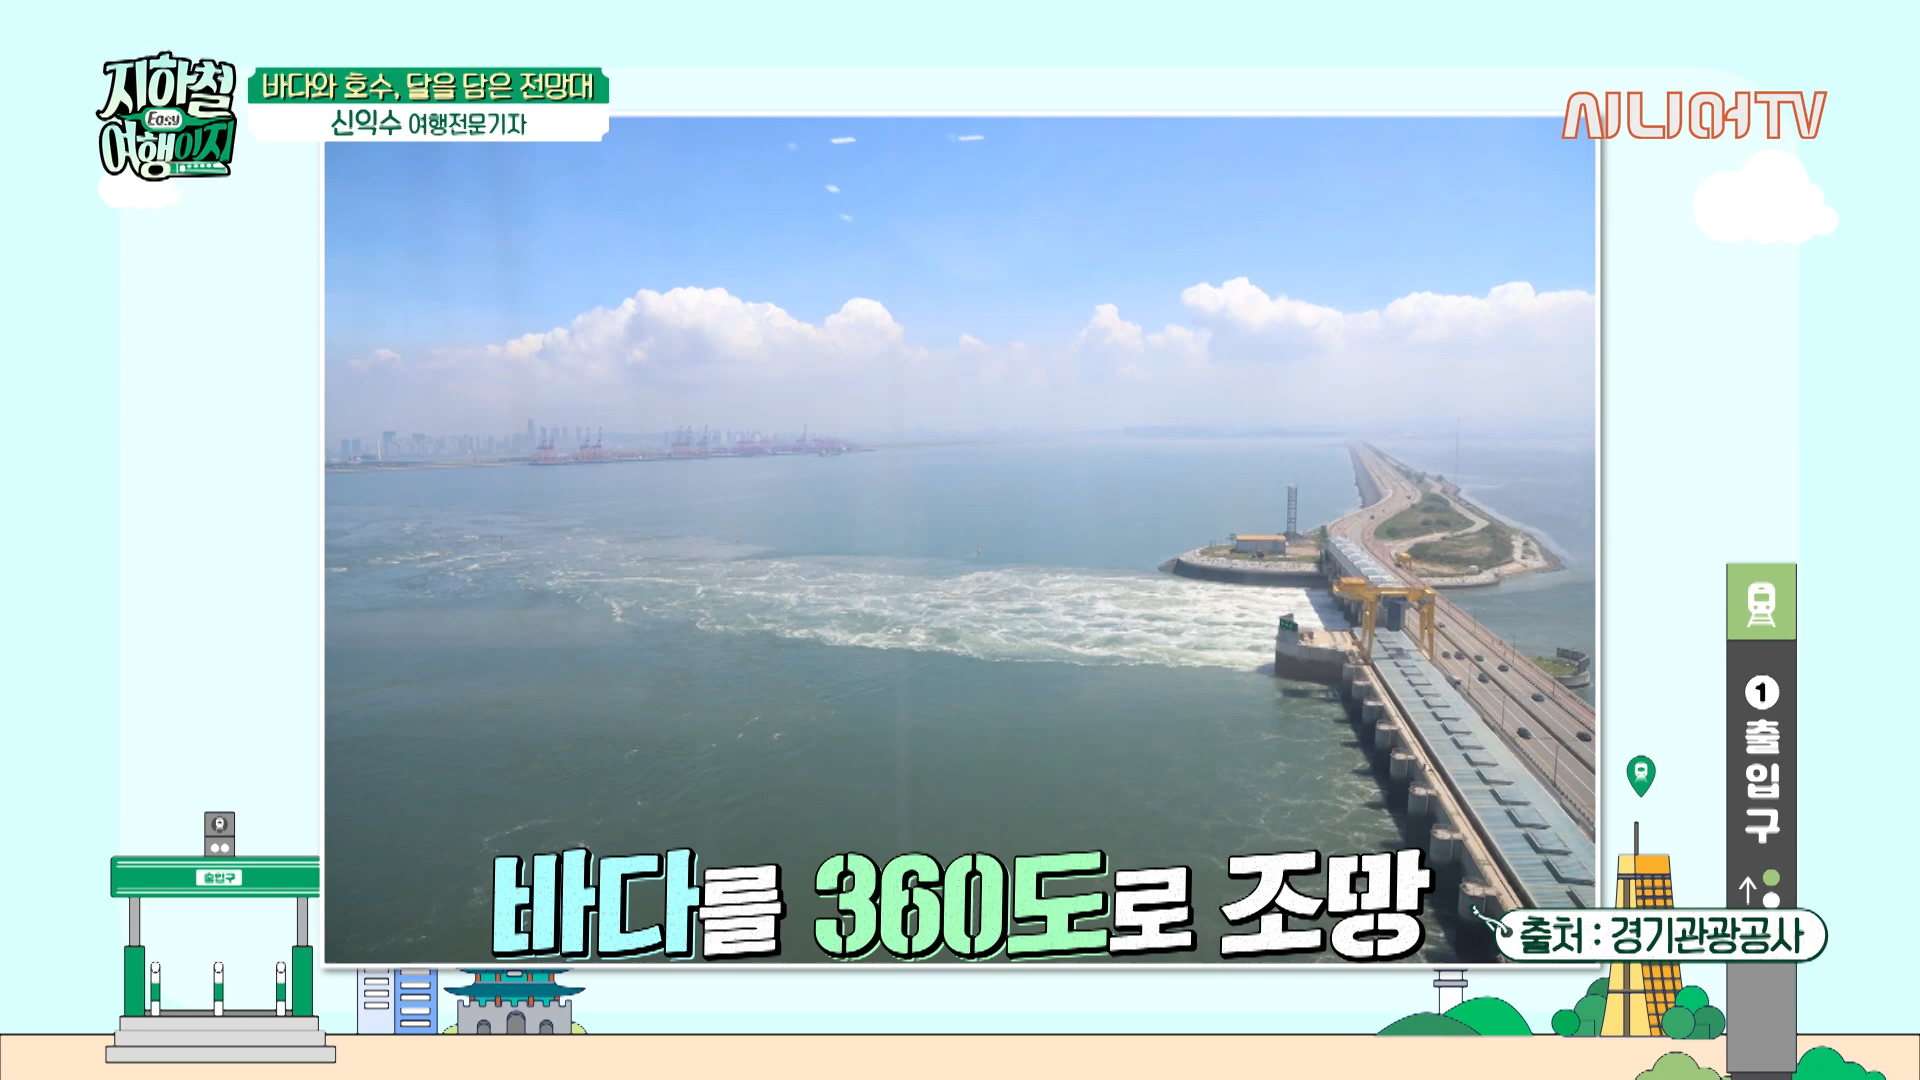 지하철
Easy
여행이지
바다와 호수, 달을 담은 전망대
신익수 여행전문기자
시니어TV
1
출입구
출입구
바다를 360도로 조망
출처 : 경기관광공사